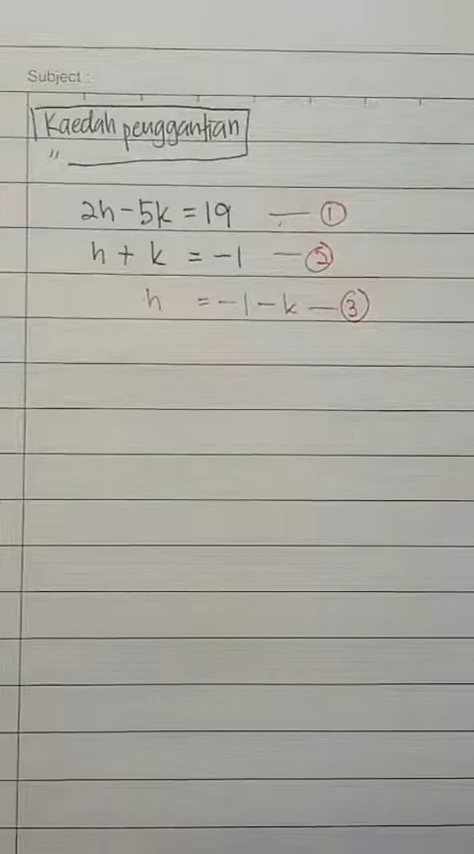 Subject :
Kaedah penggantian
"
2h - 5k = 19 — ①
h + k = -1 — ②
h = -1 - k — ③